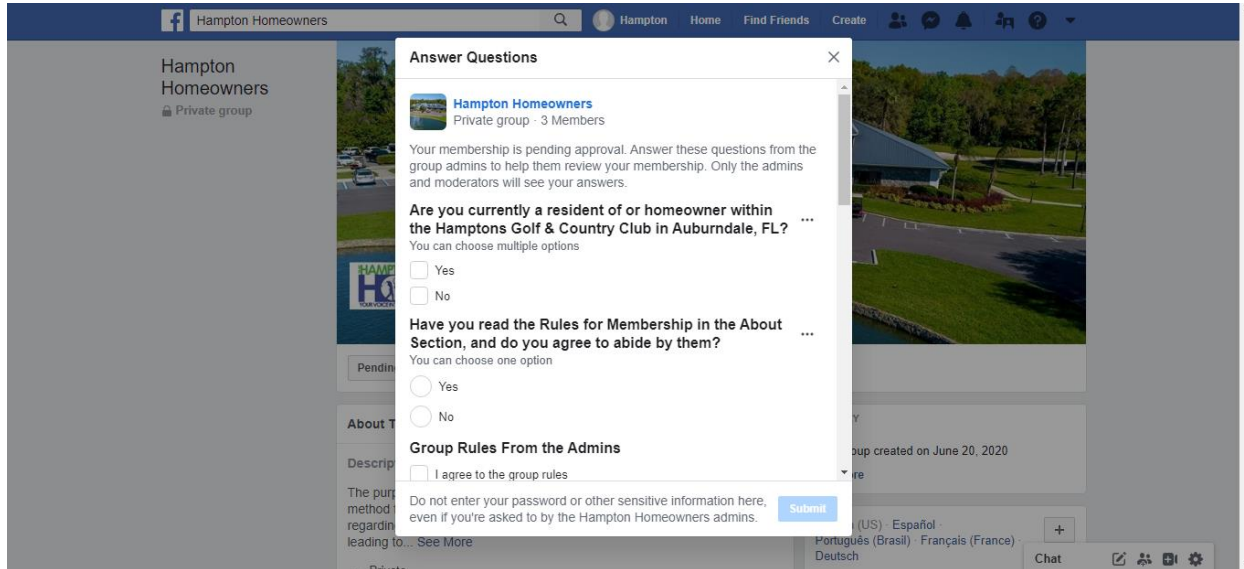 Hampton Homeowners
Hampton
Home
Find Friends
Create
Hampton
Homeowners
Private group
Answer Questions
Hampton Homeowners
Private group · 3 Members
Your membership is pending approval. Answer these questions from the
group admins to help them review your membership. Only the admins
and moderators will see your answers.
Are you currently a resident of or homeowner within
the Hamptons Golf & Country Club in Auburndale, FL?
You can choose multiple options
Yes
No
Have you read the Rules for Membership in the About
Section, and do you agree to abide by them?
You can choose one option
Yes
No
Group Rules From the Admins
I agree to the group rules
Do not enter your password or other sensitive information here,
even if you're asked to by the Hampton Homeowners admins.
Submit
Pendin
About T
Descrip
The purp
method
regardin
leading to... See More
Private
Y
oup created on June 20, 2020
re
(US) · Español ·
Português (Brasil) · Français (France) ·
Deutsch
Chat